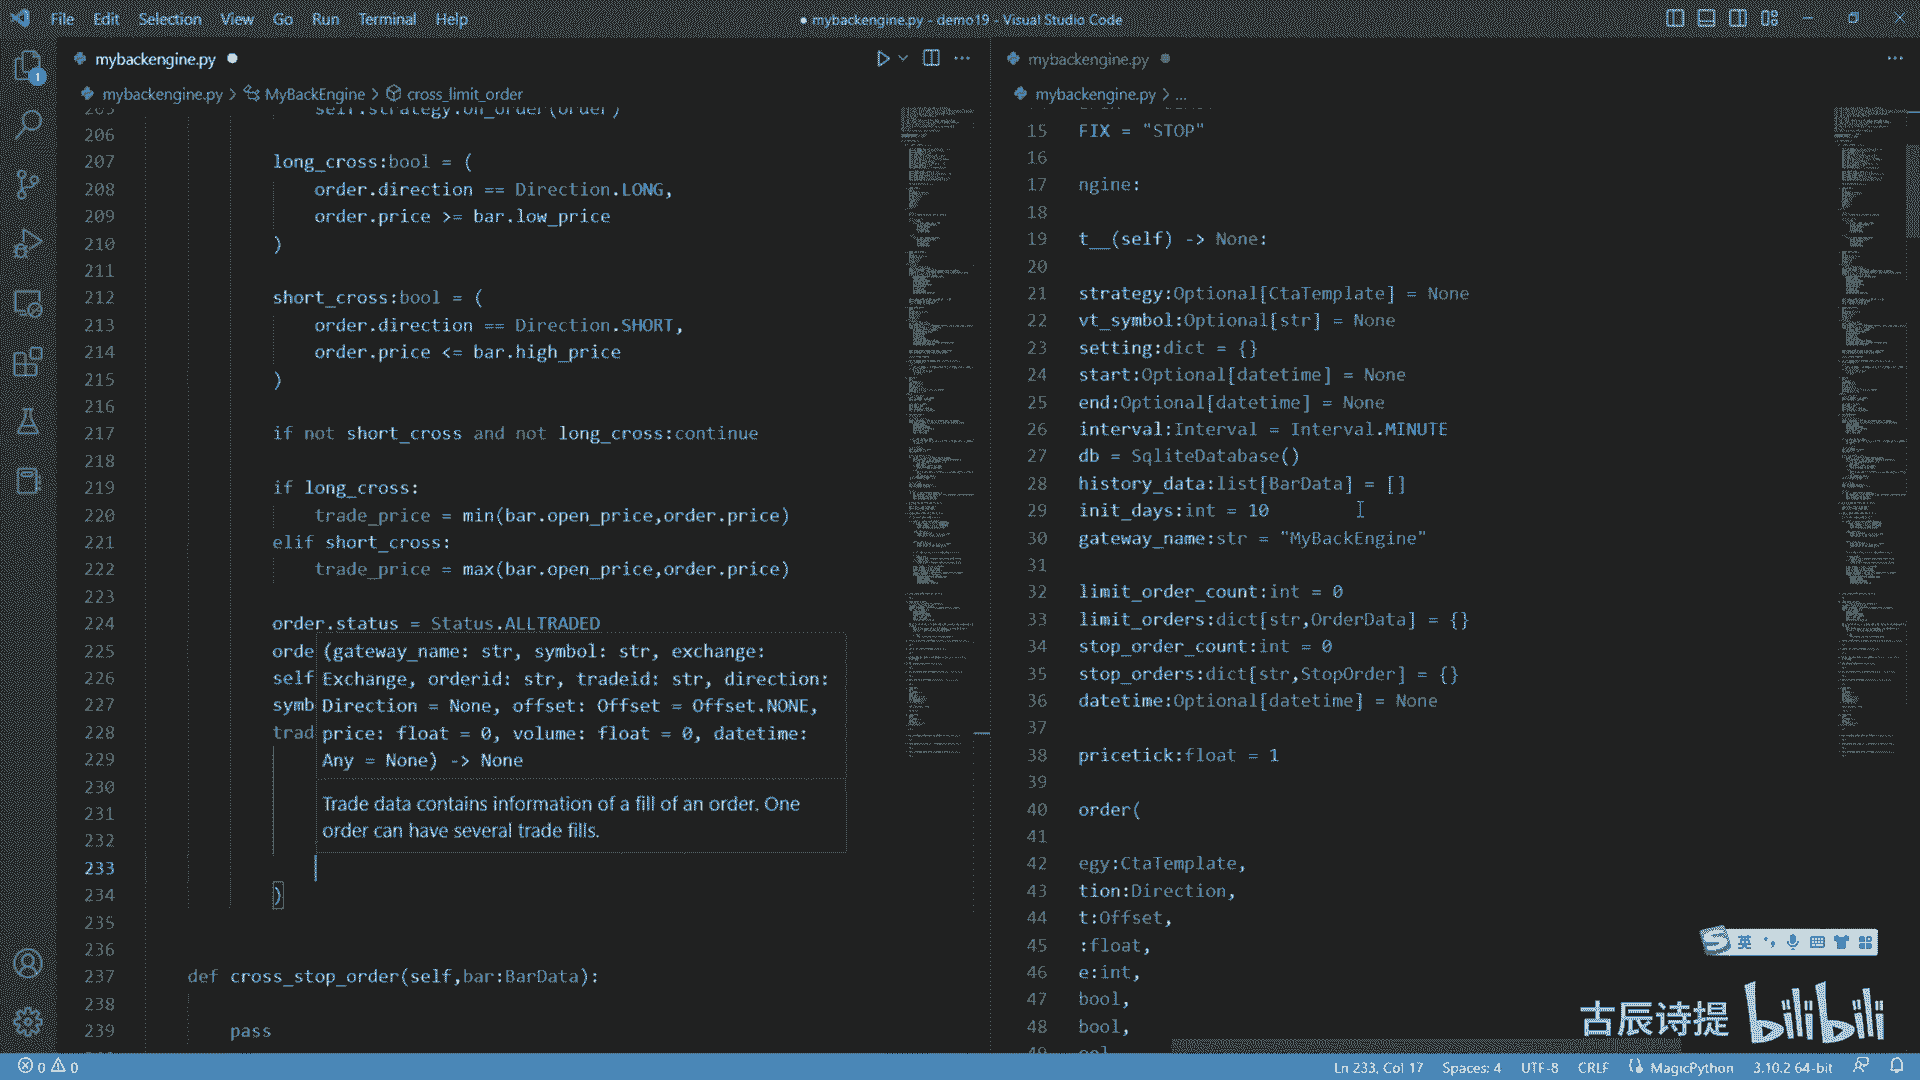 File Edit Selection View Go Run Terminal Help
● mybackengine.py - demo19 - Visual Studio Code
mybackengine.py
mybackengine.py > MyBackEngine > cross_limit_order
205 self.strategy.on_order(order)
206
207 long_cross:bool = (
208 order.direction == Direction.LONG,
209 order.price >= bar.low_price
210 )
211
212 short_cross:bool = (
213 order.direction == Direction.SHORT,
214 order.price <= bar.high_price
215 )
216
217 if not short_cross and not long_cross:continue
218
219 if long_cross:
220 trade_price = min(bar.open_price,order.price)
221 elif short_cross:
222 trade_price = max(bar.open_price,order.price)
223
224 order.status = Status.ALLTRADED
225 orde
226 self
227 symb
228 trad
229
230
231
232
233
234 )
235
236
237 def cross_stop_order(self,bar:BarData):
238
239 pass
(gateway_name: str, symbol: str, exchange:
Exchange, orderid: str, tradeid: str, direction:
Direction = None, offset: Offset = Offset.NONE,
price: float = 0, volume: float = 0, datetime:
Any = None) -> None
Trade data contains information of a fill of an order. One
order can have several trade fills.
mybackengine.py
mybackengine.py > ...
15 FIX = "STOP"
16
17 ngine:
18
19 t__(self) -> None:
20
21 strategy:Optional[CtaTemplate] = None
22 vt_symbol:Optional[str] = None
23 setting:dict = {}
24 start:Optional[datetime] = None
25 end:Optional[datetime] = None
26 interval:Interval = Interval.MINUTE
27 db = SqliteDatabase()
28 history_data:list[BarData] = []
29 init_days:int = 10
30 gateway_name:str = "MyBackEngine"
31
32 limit_order_count:int = 0
33 limit_orders:dict[str,OrderData] = {}
34 stop_order_count:int = 0
35 stop_orders:dict[str,StopOrder] = {}
36 datetime:Optional[datetime] = None
37
38 pricetick:float = 1
39
40 order(
41
42 egy:CtaTemplate,
43 tion:Direction,
44 t:Offset,
45 :float,
46 e:int,
47 bool,
48 bool,
英
古辰诗提 bilibili
0 0
Ln 233, Col 17 Spaces: 4 UTF-8 CRLF MagicPython 3.10.2 64-bit